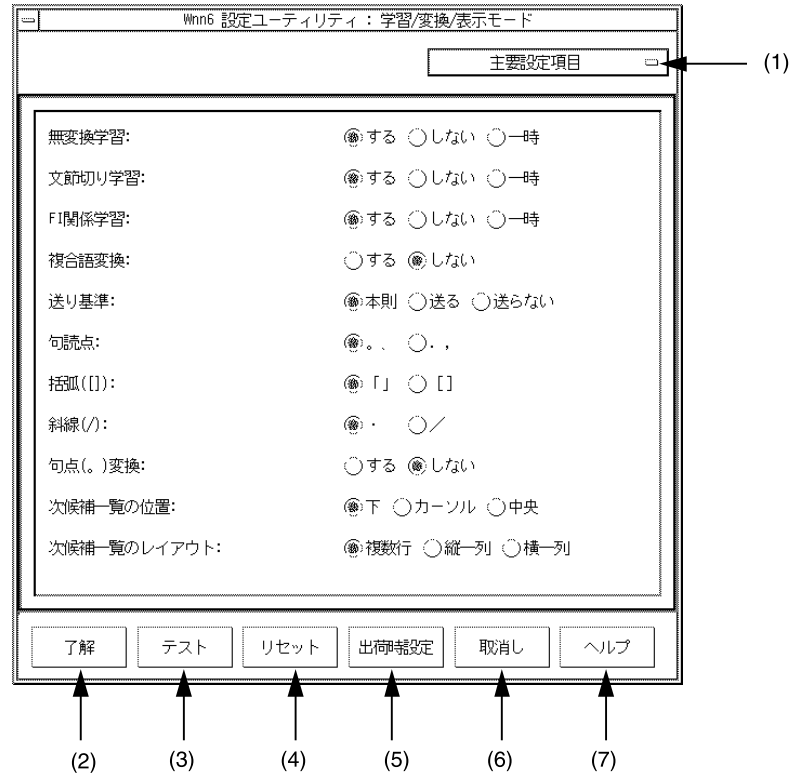 Wnn6 設定ユーティリティ : 学習/変換/表示モード
主要設定項目 (1)
無変換学習: する しない 一時
文節切り学習: する しない 一時
FI関係学習: する しない 一時
複合語変換: する しない
送り基準: 本則 送る 送らない
句読点: 。、 . ,
括弧([]): 「」 []
斜線(/): ・ /
句点(。)変換: する しない
次候補一覧の位置: 下 カーソル 中央
次候補一覧のレイアウト: 複数行 縦一列 横一列
了解 テスト リセット 出荷時設定 取消し ヘルプ
(2) (3) (4) (5) (6) (7)